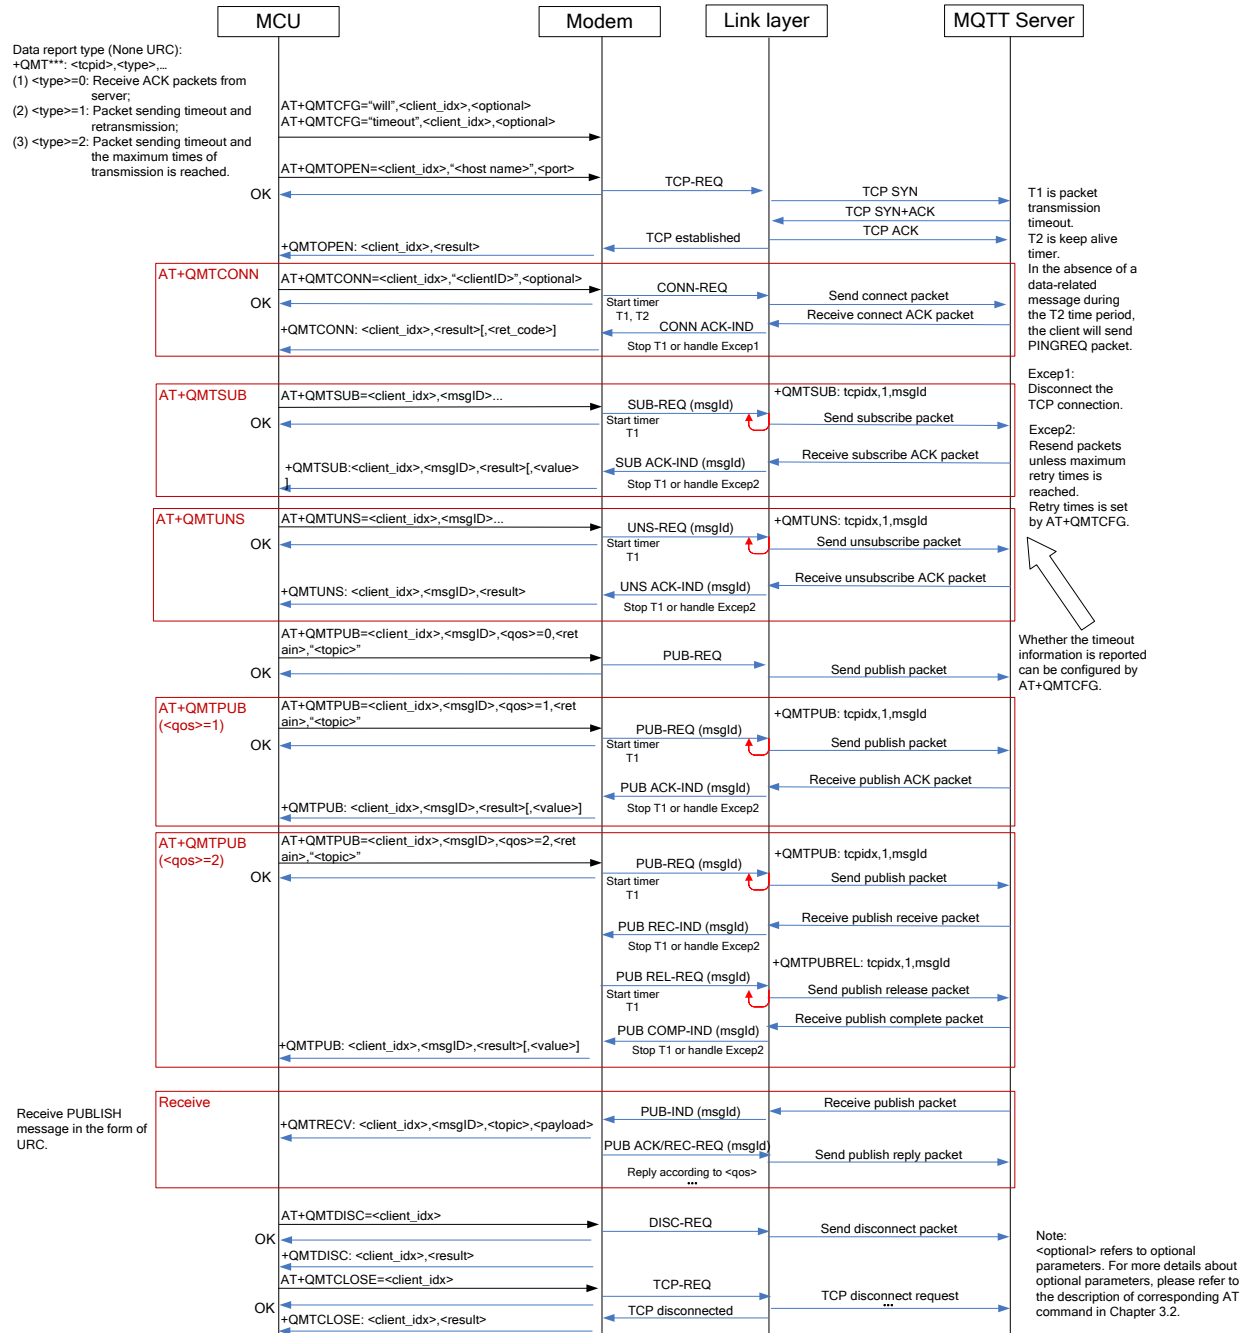 MCU
Modem
Link layer
MQTT Server
Data report type (None URC):
+QMT***: <tcpid>,<type>,...
(1) <type>=0: Receive ACK packets from
server;
(2) <type>=1: Packet sending timeout and
retransmission;
(3) <type>=2: Packet sending timeout and
the maximum times of
transmission is reached.
AT+QMTCFG=“will”,<client_idx>,<optional>
AT+QMTCFG=“timeout”,<client_idx>,<optional>
AT+QMTOPEN=<client_idx>,“<host name>”,<port>
OK
TCP-REQ
TCP SYN
TCP SYN+ACK
TCP ACK
TCP established
+QMTOPEN: <client_idx>,<result>
T1 is packet
transmission
timeout.
T2 is keep alive
timer.
In the absence of a
data-related
message during
the T2 time period,
the client will send
PINGREQ packet.
AT+QMTCONN
AT+QMTCONN=<client_idx>,“<clientID>”,<optional>
OK
CONN-REQ
Start timer
T1, T2
Send connect packet
Receive connect ACK packet
CONN ACK-IND
+QMTCONN: <client_idx>,<result>[,<ret_code>]
Stop T1 or handle Excep1
Excep1:
Disconnect the
TCP connection.
Excep2:
Resend packets
unless maximum
retry times is
reached.
Retry times is set
by AT+QMTCFG.
AT+QMTSUB
AT+QMTSUB=<client_idx>,<msgID>...
OK
SUB-REQ (msgId)
Start timer
T1
+QMTSUB: tcpidx,1,msgId
Send subscribe packet
Receive subscribe ACK packet
SUB ACK-IND (msgId)
Stop T1 or handle Excep2
+QMTSUB:<client_idx>,<msgID>,<result>[,<value>
]
AT+QMTUNS
AT+QMTUNS=<client_idx>,<msgID>...
OK
UNS-REQ (msgId)
Start timer
T1
+QMTUNS: tcpidx,1,msgId
Send unsubscribe packet
Receive unsubscribe ACK packet
UNS ACK-IND (msgId)
+QMTUNS: <client_idx>,<msgID>,<result>
Stop T1 or handle Excep2
Whether the timeout
information is reported
can be configured by
AT+QMTCFG.
AT+QMTPUB=<client_idx>,<msgID>,<qos>=0,<ret
ain>,“<topic>”
OK
PUB-REQ
Send publish packet
AT+QMTPUB
(<qos>=1)
AT+QMTPUB=<client_idx>,<msgID>,<qos>=1,<ret
ain>,“<topic>”
OK
PUB-REQ (msgId)
Start timer
T1
+QMTPUB: tcpidx,1,msgId
Send publish packet
Receive publish ACK packet
PUB ACK-IND (msgId)
+QMTPUB: <client_idx>,<msgID>,<result>[,<value>]
Stop T1 or handle Excep2
AT+QMTPUB
(<qos>=2)
AT+QMTPUB=<client_idx>,<msgID>,<qos>=2,<ret
ain>,“<topic>”
OK
PUB-REQ (msgId)
Start timer
T1
+QMTPUB: tcpidx,1,msgId
Send publish packet
Receive publish receive packet
PUB REC-IND (msgId)
Stop T1 or handle Excep2
+QMTPUBREL: tcpidx,1,msgId
PUB REL-REQ (msgId)
Start timer
T1
Send publish release packet
Receive publish complete packet
PUB COMP-IND (msgId)
+QMTPUB: <client_idx>,<msgID>,<result>[,<value>]
Stop T1 or handle Excep2
Receive PUBLISH
message in the form of
URC.
Receive
Receive publish packet
PUB-IND (msgId)
+QMTRECV: <client_idx>,<msgID>,<topic>,<payload>
PUB ACK/REC-REQ (msgId)
Send publish reply packet
Reply according to <qos>
...
AT+QMTDISC=<client_idx>
OK
DISC-REQ
Send disconnect packet
+QMTDISC: <client_idx>,<result>
AT+QMTCLOSE=<client_idx>
OK
TCP-REQ
TCP disconnect request
...
TCP disconnected
+QMTCLOSE: <client_idx>,<result>
Note:
<optional> refers to optional
parameters. For more details about
optional parameters, please refer to
the description of corresponding AT
command in Chapter 3.2.